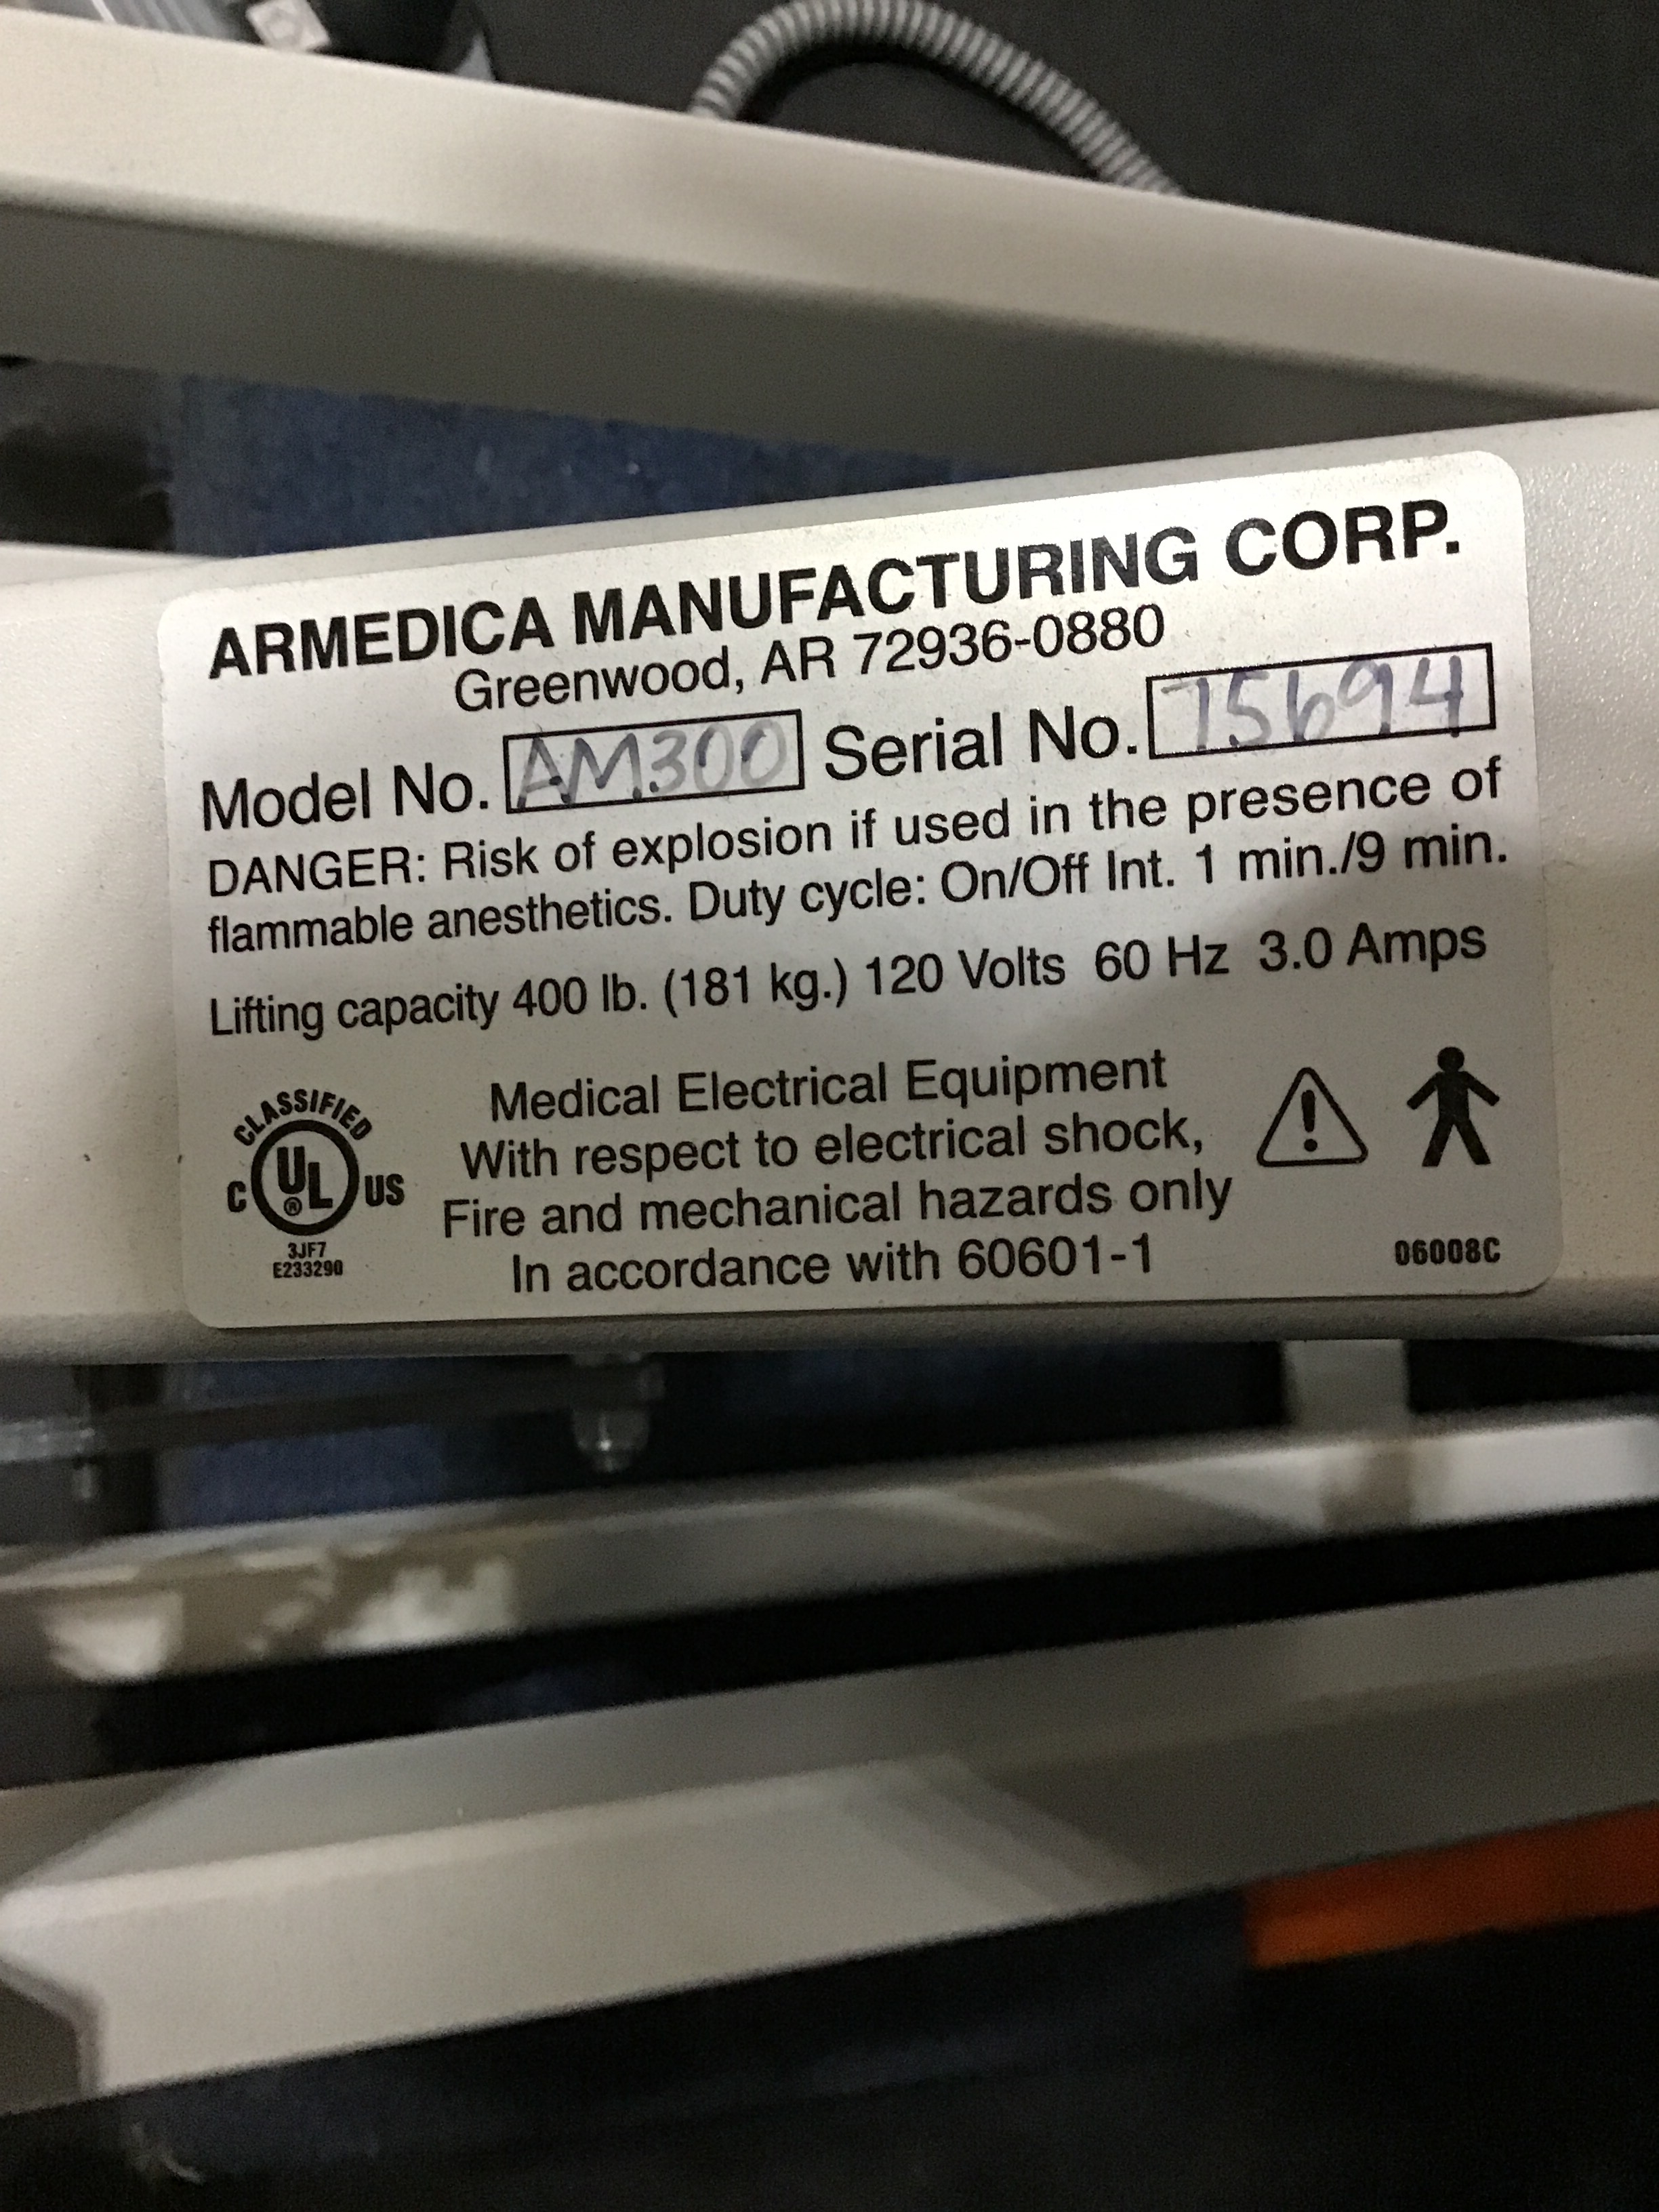 ARMEDICA MANUFACTURING CORP.
Greenwood, AR 72936-0880
Model No. AM300 Serial No. 75694
DANGER: Risk of explosion if used in the presence of
flammable anesthetics. Duty cycle: On/Off Int. 1 min./9 min.
Lifting capacity 400 lb. (181 kg.) 120 Volts 60 Hz 3.0 Amps
CLASSIFIED
C UL ® US
3JF7
E233290
Medical Electrical Equipment
With respect to electrical shock,
Fire and mechanical hazards only
In accordance with 60601-1
06008C